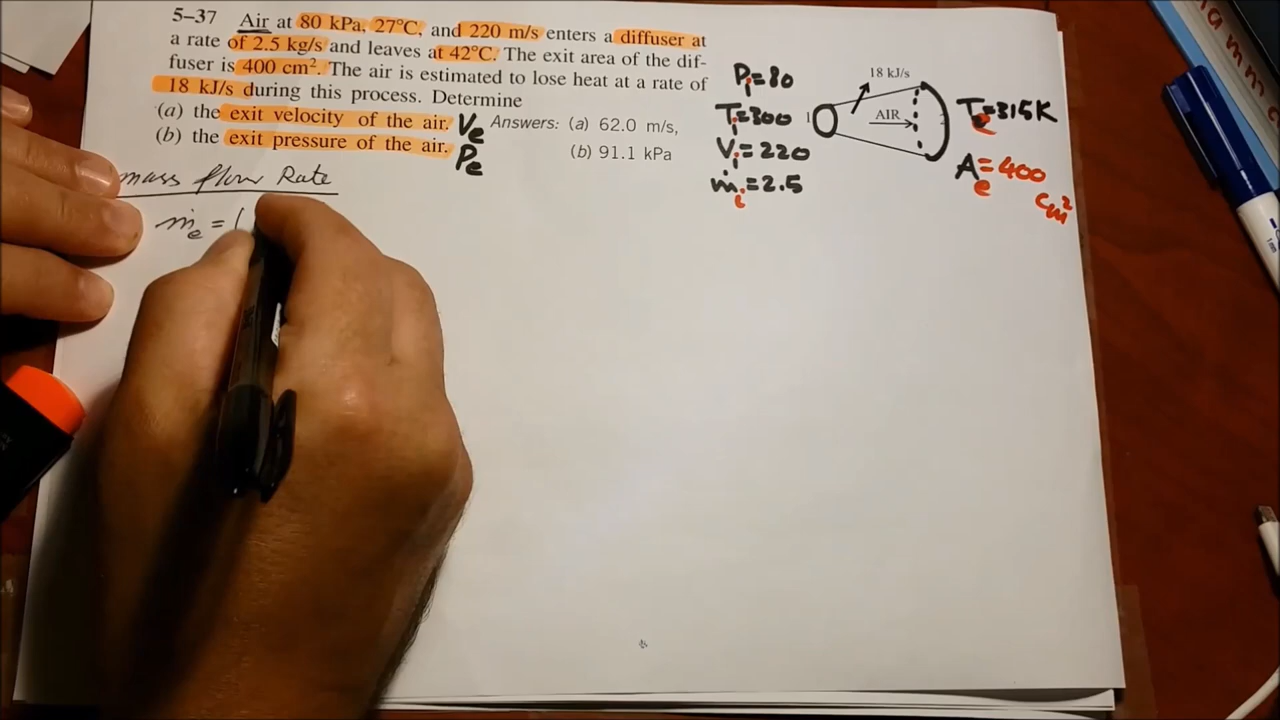 5–37 Air at 80 kPa, 27°C, and 220 m/s enters a diffuser at
a rate of 2.5 kg/s and leaves at 42°C. The exit area of the dif-
fuser is 400 cm². The air is estimated to lose heat at a rate of
18 kJ/s during this process. Determine
(a) the exit velocity of the air. Ve Answers: (a) 62.0 m/s,
(b) the exit pressure of the air. Pe (b) 91.1 kPa
mass flow Rate
ṁe = (
Pi=80
Ti=300
Vi=220
ṁi=2.5
18 kJ/s
1
AIR
Te=315K
Ae=400
cm²